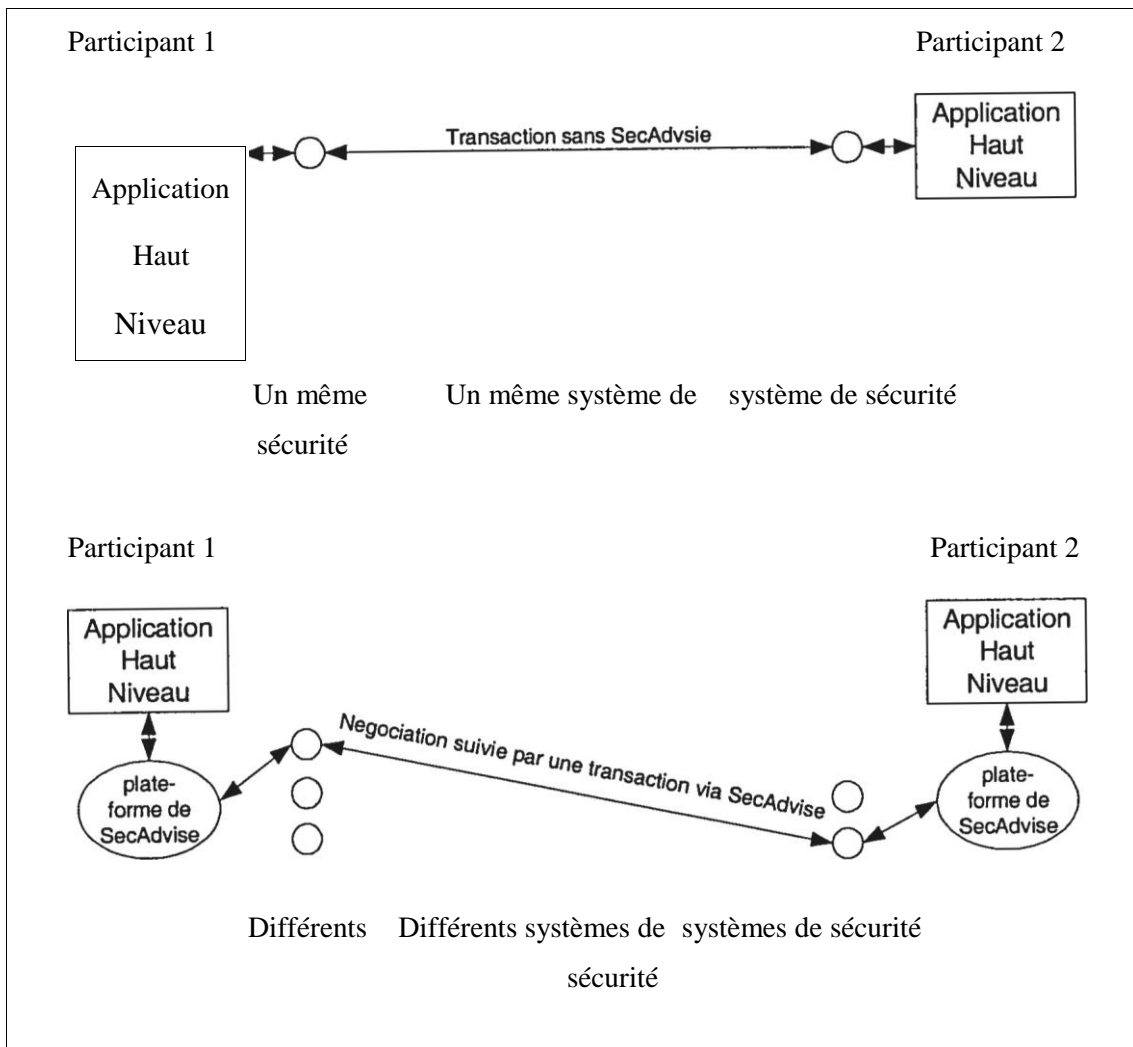 Participant 1 Participant 2
Transaction sans SecAdvsie
Application
Haut
Niveau
Application
Haut
Niveau
Un même Un même système de système de sécurité
sécurité
Participant 1 Participant 2
Application
Haut
Niveau
Application
Haut
Niveau
Negociation suivie par une transaction via SecAdvise
plate-
forme de
SecAdvise
plate-
forme de
SecAdvise
Différents Différents systèmes de systèmes de sécurité
sécurité